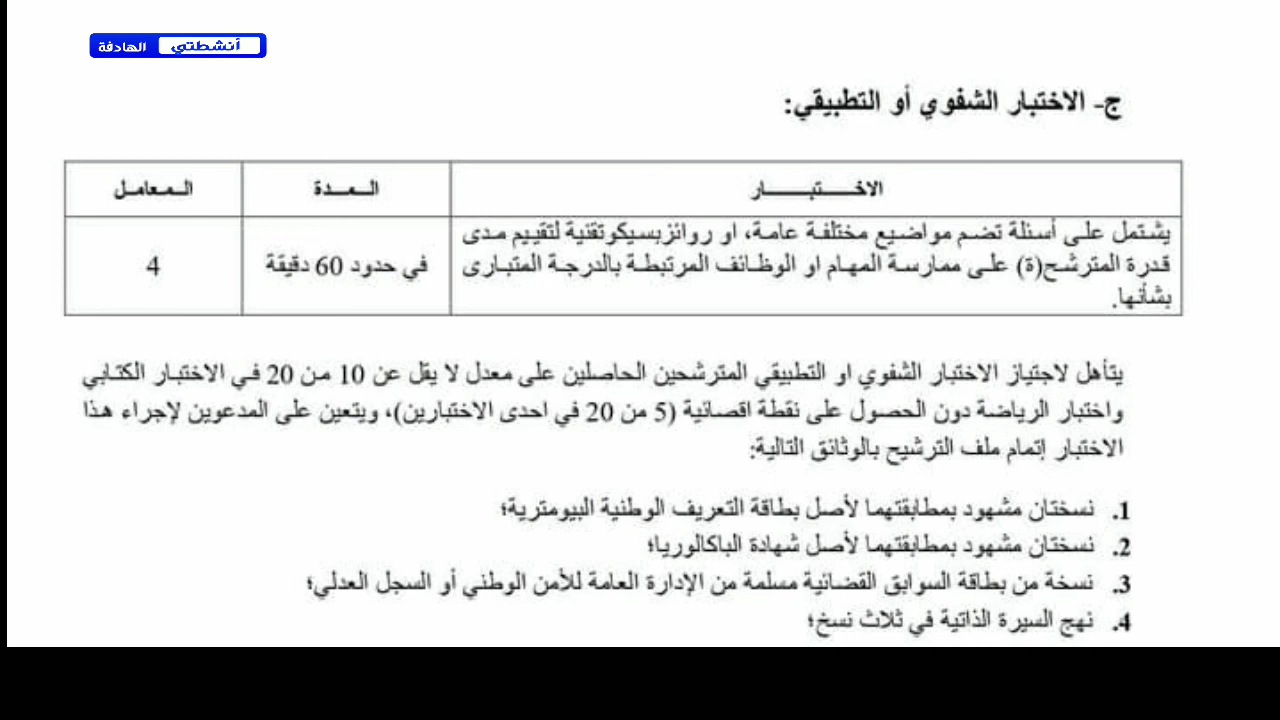 أنشطتي الهادفة
ج- الاختبار الشفوي أو التطبيقي:
الاختبار المدة المعامل
يشتمل على أسئلة تضم مواضيع مختلفة عامة، او روائزبسيكوتقنية لتقييم مدى
قدرة المترشح(ة) على ممارسة المهام او الوظائف المرتبطة بالدرجة المتبارى
بشأنها.
في حدود 60 دقيقة
4
يتأهل لاجتياز الاختبار الشفوي او التطبيقي المترشحين الحاصلين على معدل لا يقل عن 10 من 20 في الاختبار الكتابي
واختبار الرياضة دون الحصول على نقطة اقصائية (5 من 20 في احدى الاختبارين)، ويتعين على المدعوين لإجراء هذا
الاختبار إتمام ملف الترشيح بالوثائق التالية:
1. نسختان مشهود بمطابقتهما لأصل بطاقة التعريف الوطنية البيومترية؛
2. نسختان مشهود بمطابقتهما لأصل شهادة الباكالوريا؛
3. نسخة من بطاقة السوابق القضائية مسلمة من الإدارة العامة للأمن الوطني أو السجل العدلي؛
4. نهج السيرة الذاتية في ثلاث نسخ؛